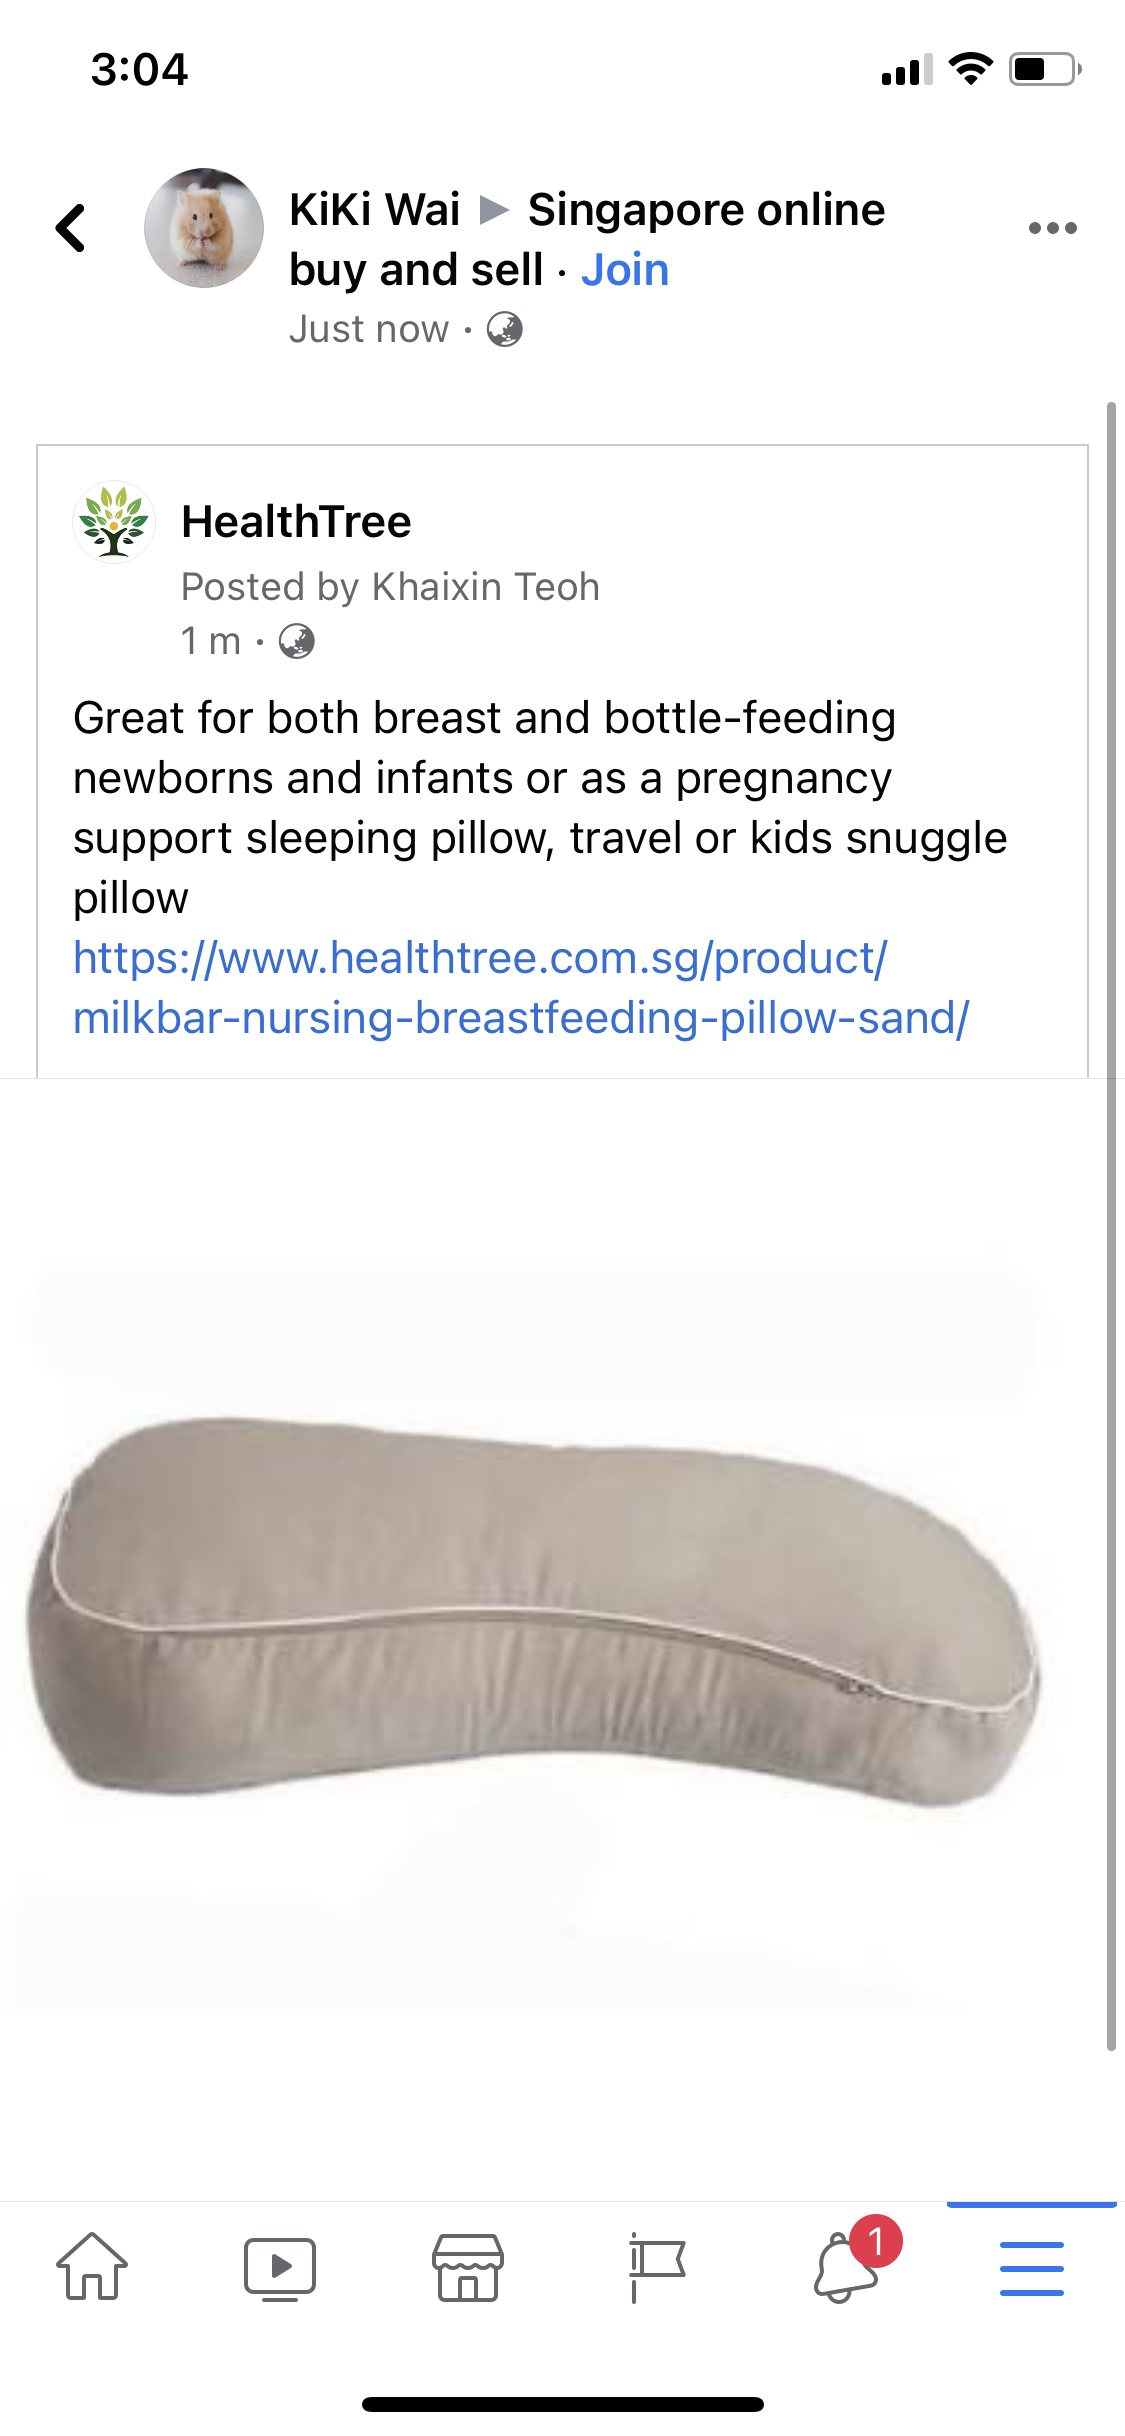 3:04
KiKi Wai ▶ Singapore online
buy and sell · Join
Just now ·
HealthTree
Posted by Khaixin Teoh
1 m ·
Great for both breast and bottle-feeding
newborns and infants or as a pregnancy
support sleeping pillow, travel or kids snuggle
pillow
https://www.healthtree.com.sg/product/
milkbar-nursing-breastfeeding-pillow-sand/
1